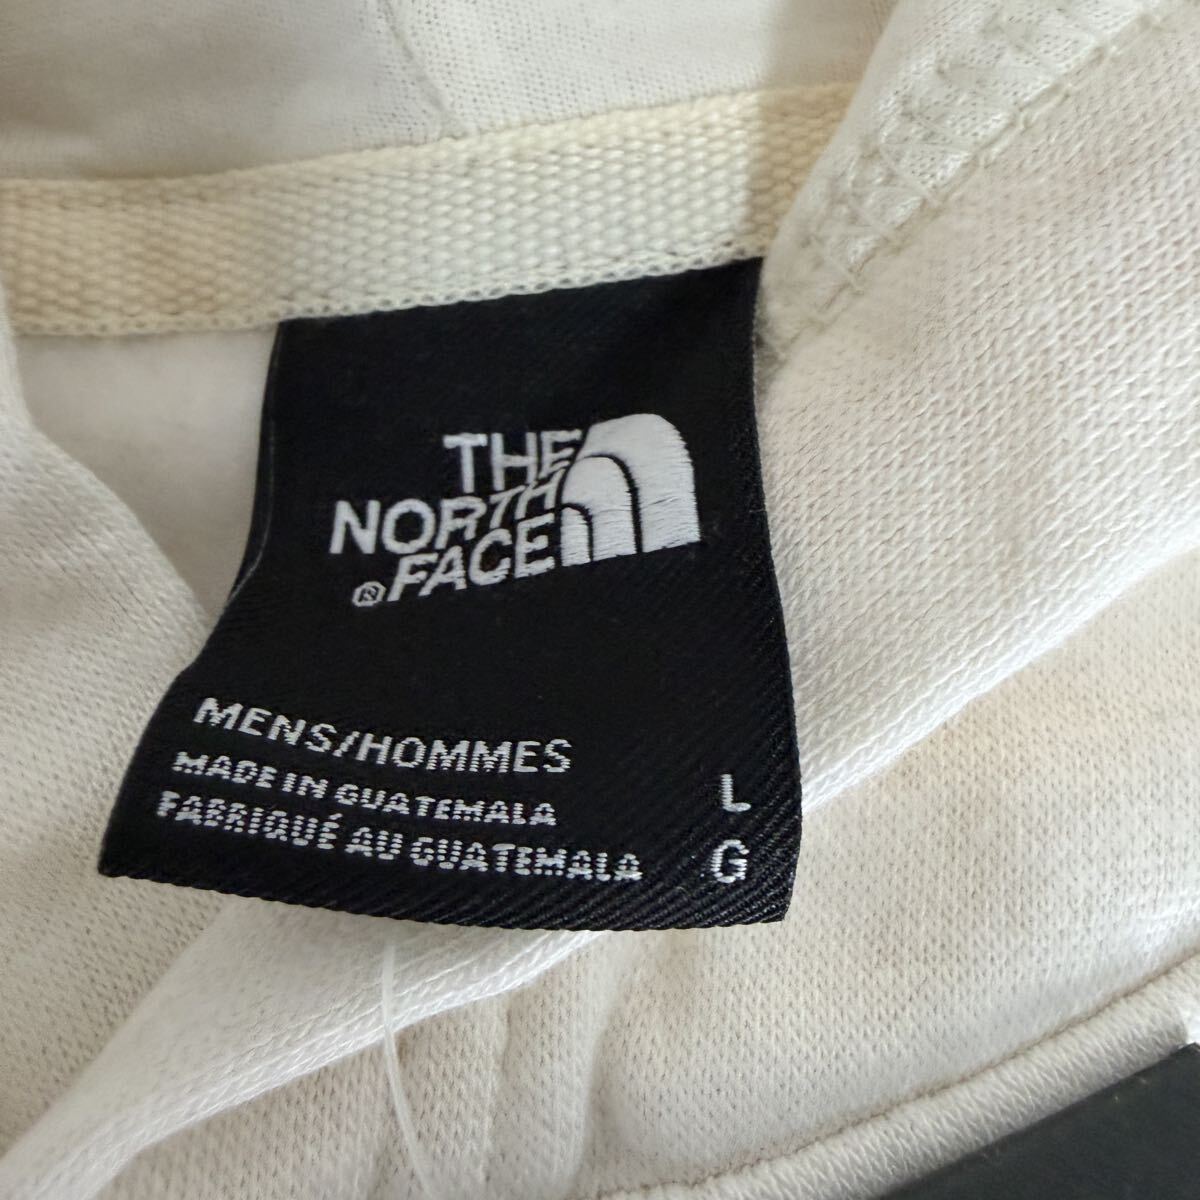 THE
NORTH
FACE
®
MENS/HOMMES
MADE IN GUATEMALA
FABRIQUÉ AU GUATEMALA
L
G